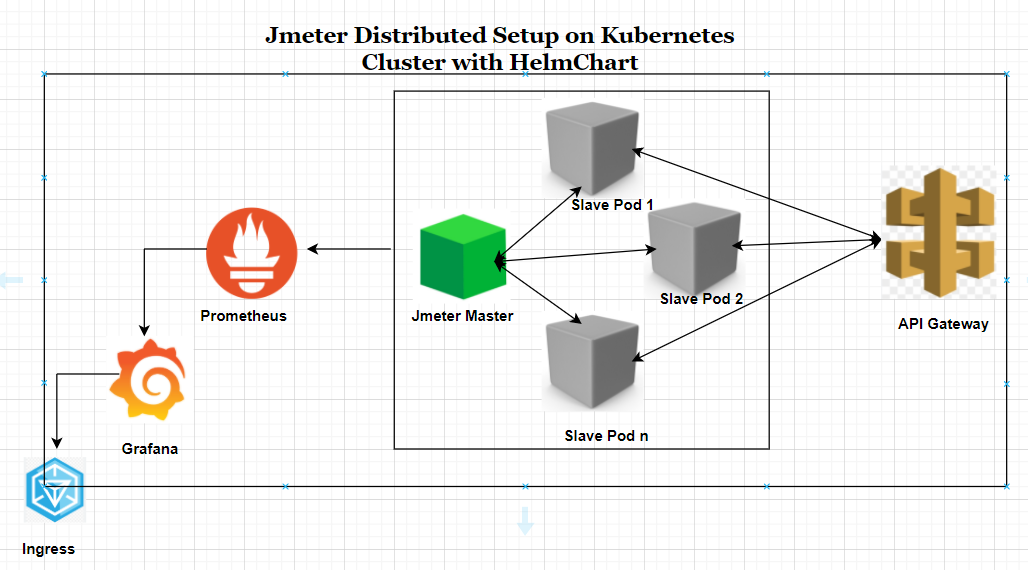 Jmeter Distributed Setup on Kubernetes
Cluster with HelmChart
Slave Pod 1
Slave Pod 2
Prometheus
Jmeter Master
API Gateway
Slave Pod n
Grafana
Ingress